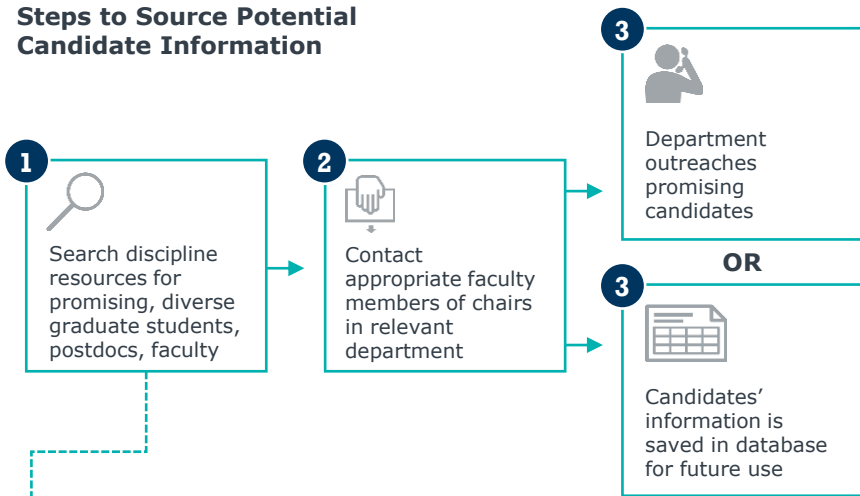 Steps to Source Potential
Candidate Information
1
Search discipline
resources for
promising, diverse
graduate students,
postdocs, faculty
2
Contact
appropriate faculty
members of chairs
in relevant
department
3
Department
outreaches
promising
candidates
OR
3
Candidates’
information is
saved in database
for future use